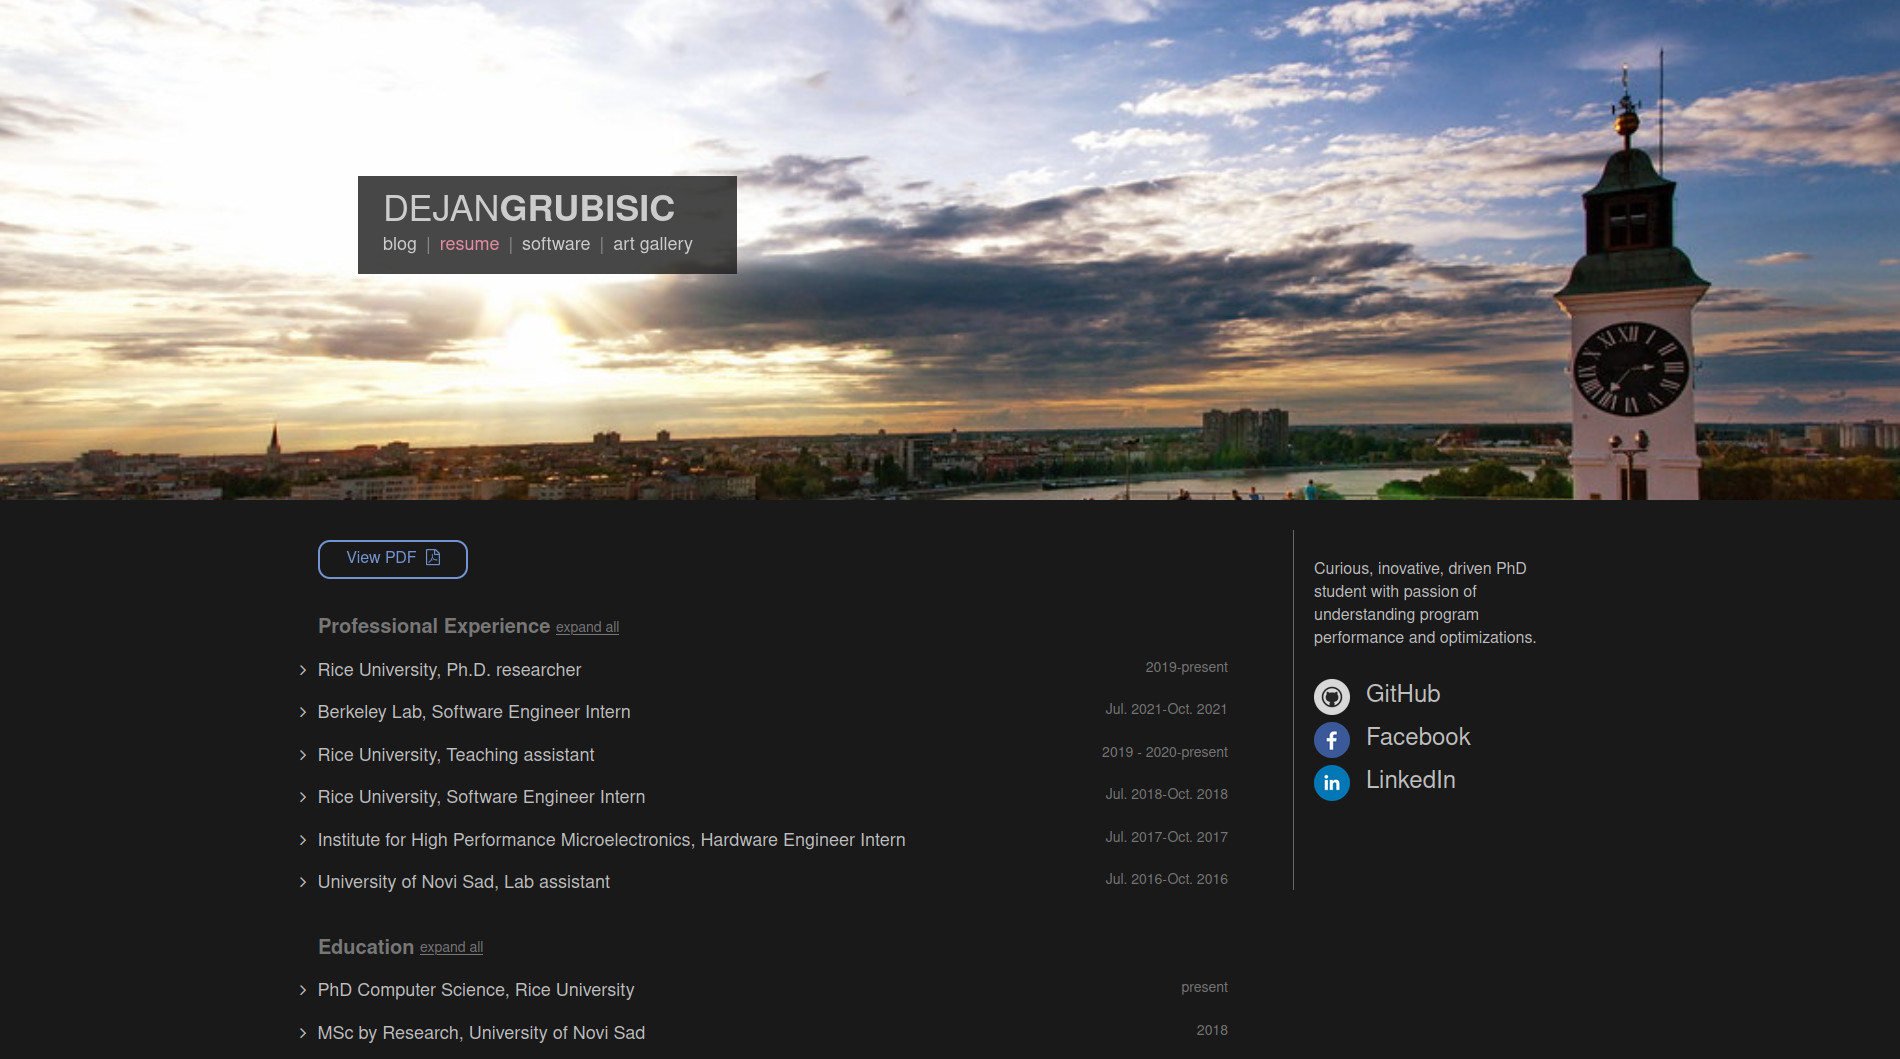 DEJANGRUBISIC
blog | resume | software | art gallery
View PDF
Professional Experience expand all
Rice University, Ph.D. researcher 2019-present
Berkeley Lab, Software Engineer Intern Jul. 2021-Oct. 2021
Rice University, Teaching assistant 2019 - 2020-present
Rice University, Software Engineer Intern Jul. 2018-Oct. 2018
Institute for High Performance Microelectronics, Hardware Engineer Intern Jul. 2017-Oct. 2017
University of Novi Sad, Lab assistant Jul. 2016-Oct. 2016
Education expand all
PhD Computer Science, Rice University present
MSc by Research, University of Novi Sad 2018
Curious, inovative, driven PhD
student with passion of
understanding program
performance and optimizations.
GitHub
Facebook
LinkedIn